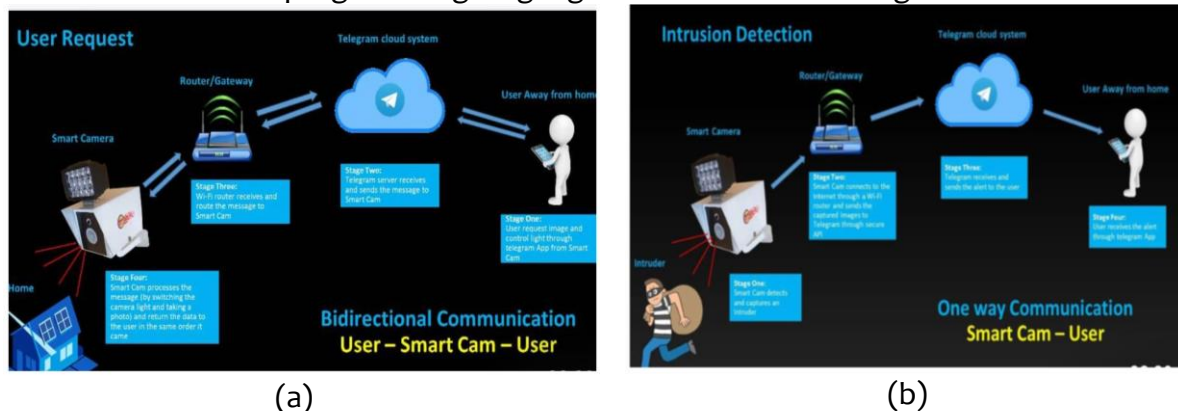 User Request
Telegram cloud system
Router/Gateway
User Away from home
Smart Camera
Stage Two:
Telegram server receives
and sends the message to
Smart Cam
Stage Three:
Wi-Fi router receives and
route the message to
Smart Cam
Stage One:
User request image and
control light through
telegram App from Smart
Cam
Home
Stage Four:
Smart Cam processes the
message (by switching the
camera light and taking a
photo) and return the data to
the user in the same order it
came
Bidirectional Communication
User – Smart Cam – User
(a)
Intrusion Detection
Telegram cloud system
Router/Gateway
User Away from home
Smart Camera
Stage Two:
Smart Cam connects to the
Internet through a Wi-Fi
router and sends the
captured images to
Telegram through secure
API
Stage Three:
Telegram receives and
sends the alert to the user
Stage Four:
User receives the alert
through telegram App
Intruder
Stage One:
Smart Cam detects
and captures an
intruder
One way Communication
Smart Cam – User
(b)